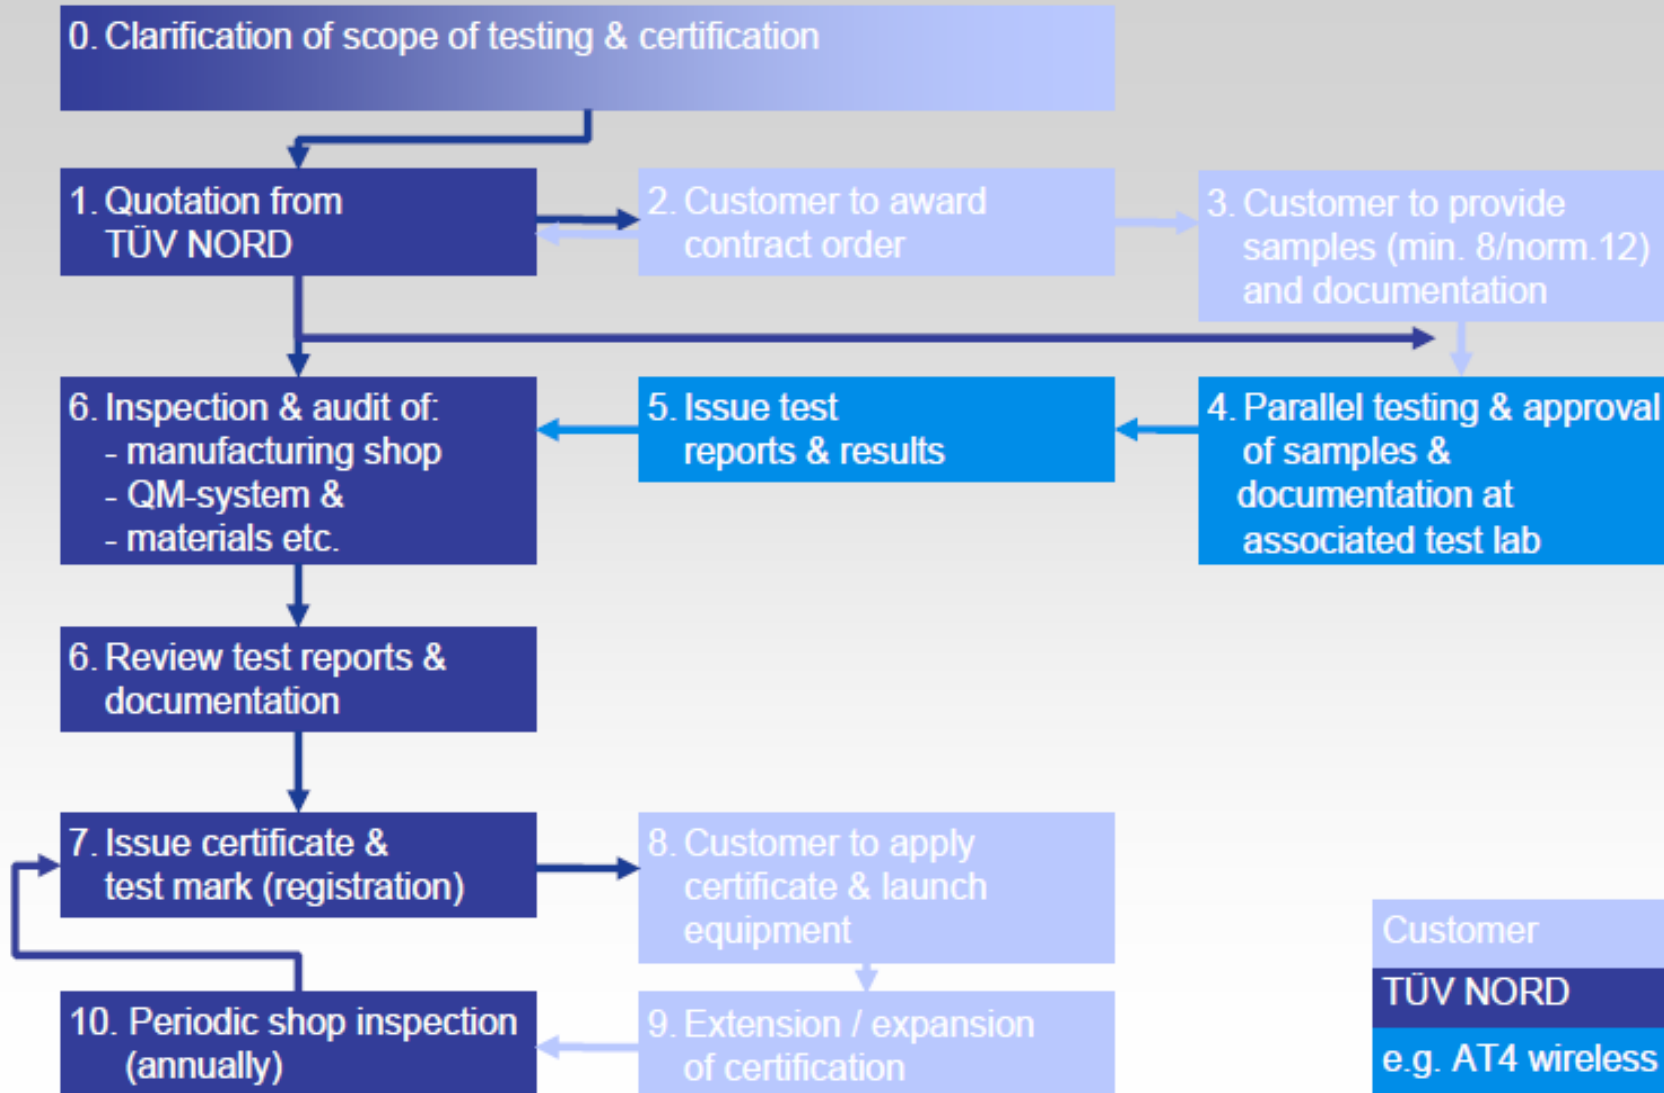 0. Clarification of scope of testing & certification
1. Quotation from
TÜV NORD
2. Customer to award
contract order
3. Customer to provide
samples (min. 8/norm.12)
and documentation
6. Inspection & audit of:
- manufacturing shop
- QM-system &
- materials etc.
5. Issue test
reports & results
4. Parallel testing & approval
of samples &
documentation at
associated test lab
6. Review test reports &
documentation
7. Issue certificate &
test mark (registration)
8. Customer to apply
certificate & launch
equipment
10. Periodic shop inspection
(annually)
9. Extension / expansion
of certification
Customer
TÜV NORD
e.g. AT4 wireless